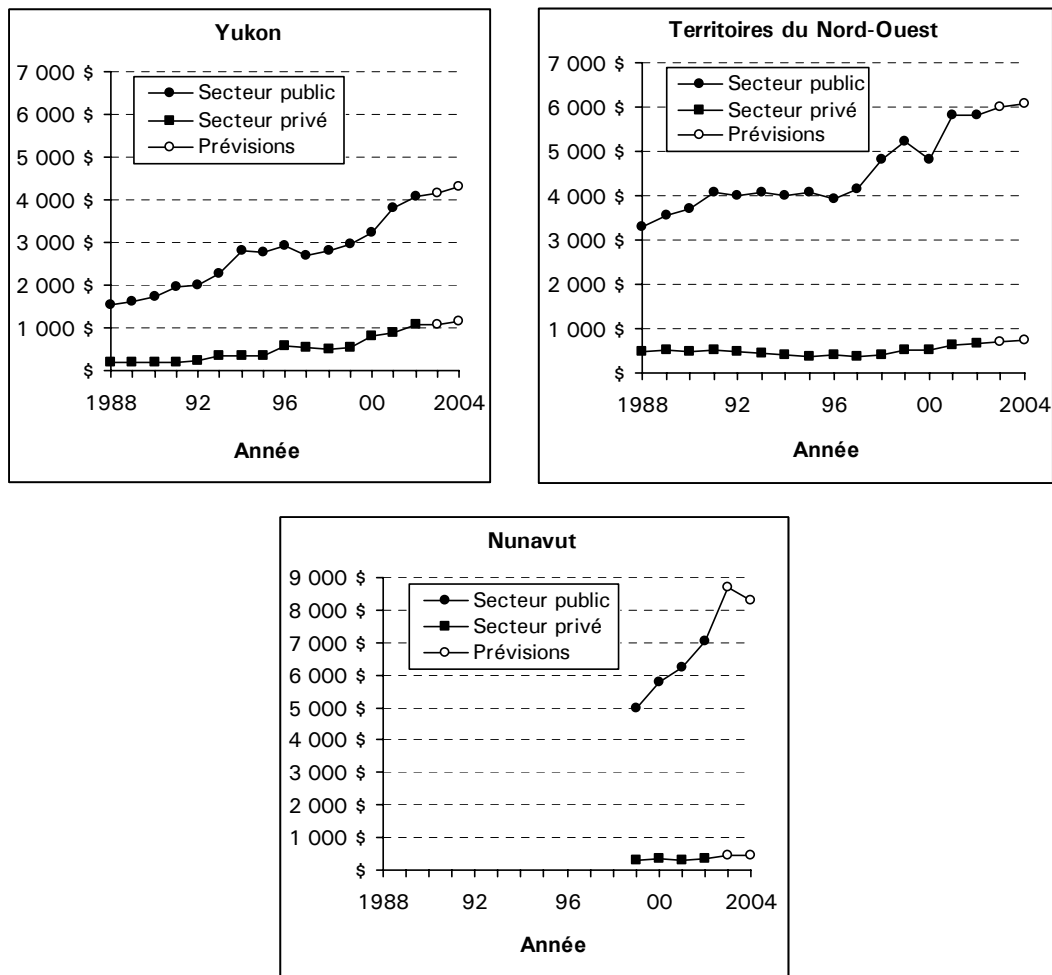 Yukon
7 000 $
6 000 $
5 000 $
4 000 $
3 000 $
2 000 $
1 000 $
$
Secteur public
Secteur privé
Prévisions
1988 92 96 00 2004
Année
Territoires du Nord-Ouest
7 000 $
6 000 $
5 000 $
4 000 $
3 000 $
2 000 $
1 000 $
$
Secteur public
Secteur privé
Prévisions
1988 92 96 00 2004
Année
Nunavut
9 000 $
8 000 $
7 000 $
6 000 $
5 000 $
4 000 $
3 000 $
2 000 $
1 000 $
$
Secteur public
Secteur privé
Prévisions
1988 92 96 00 2004
Année